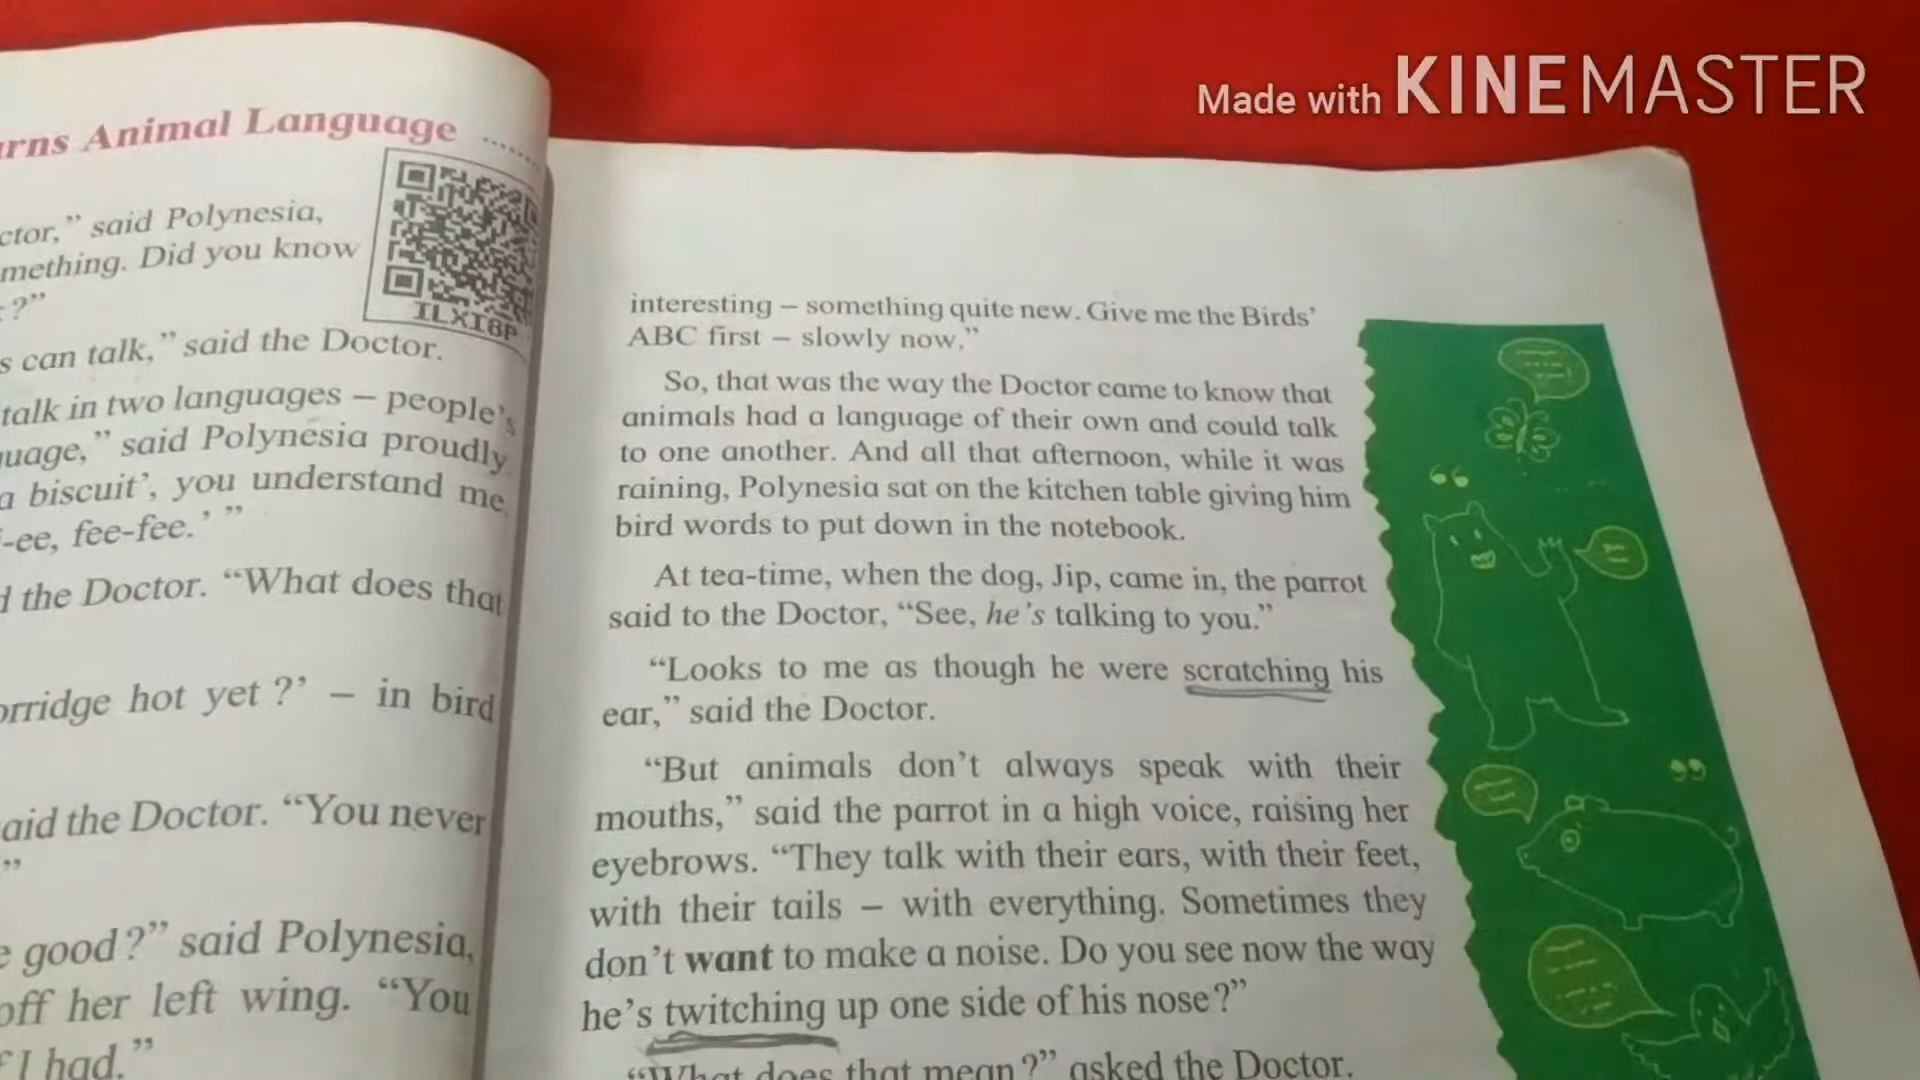 Made with KINEMASTER
rns Animal Language ........
ctor,” said Polynesia,
mething. Did you know
?”
ILXI8P
s can talk,” said the Doctor.
talk in two languages – people’s
uage,” said Polynesia proudly.
a biscuit’, you understand me.
-ee, fee-fee.’ ”
the Doctor. “What does that
orridge hot yet ?’ – in bird
aid the Doctor. “You never
”
e good?” said Polynesia,
off her left wing. “You
f I had.”
interesting – something quite new. Give me the Birds’
ABC first – slowly now.”
So, that was the way the Doctor came to know that
animals had a language of their own and could talk
to one another. And all that afternoon, while it was
raining, Polynesia sat on the kitchen table giving him
bird words to put down in the notebook.
At tea-time, when the dog, Jip, came in, the parrot
said to the Doctor, “See, he’s talking to you.”
“Looks to me as though he were scratching his
ear,” said the Doctor.
“But animals don’t always speak with their
mouths,” said the parrot in a high voice, raising her
eyebrows. “They talk with their ears, with their feet,
with their tails – with everything. Sometimes they
don’t want to make a noise. Do you see now the way
he’s twitching up one side of his nose?”
“What does that mean?” asked the Doctor.